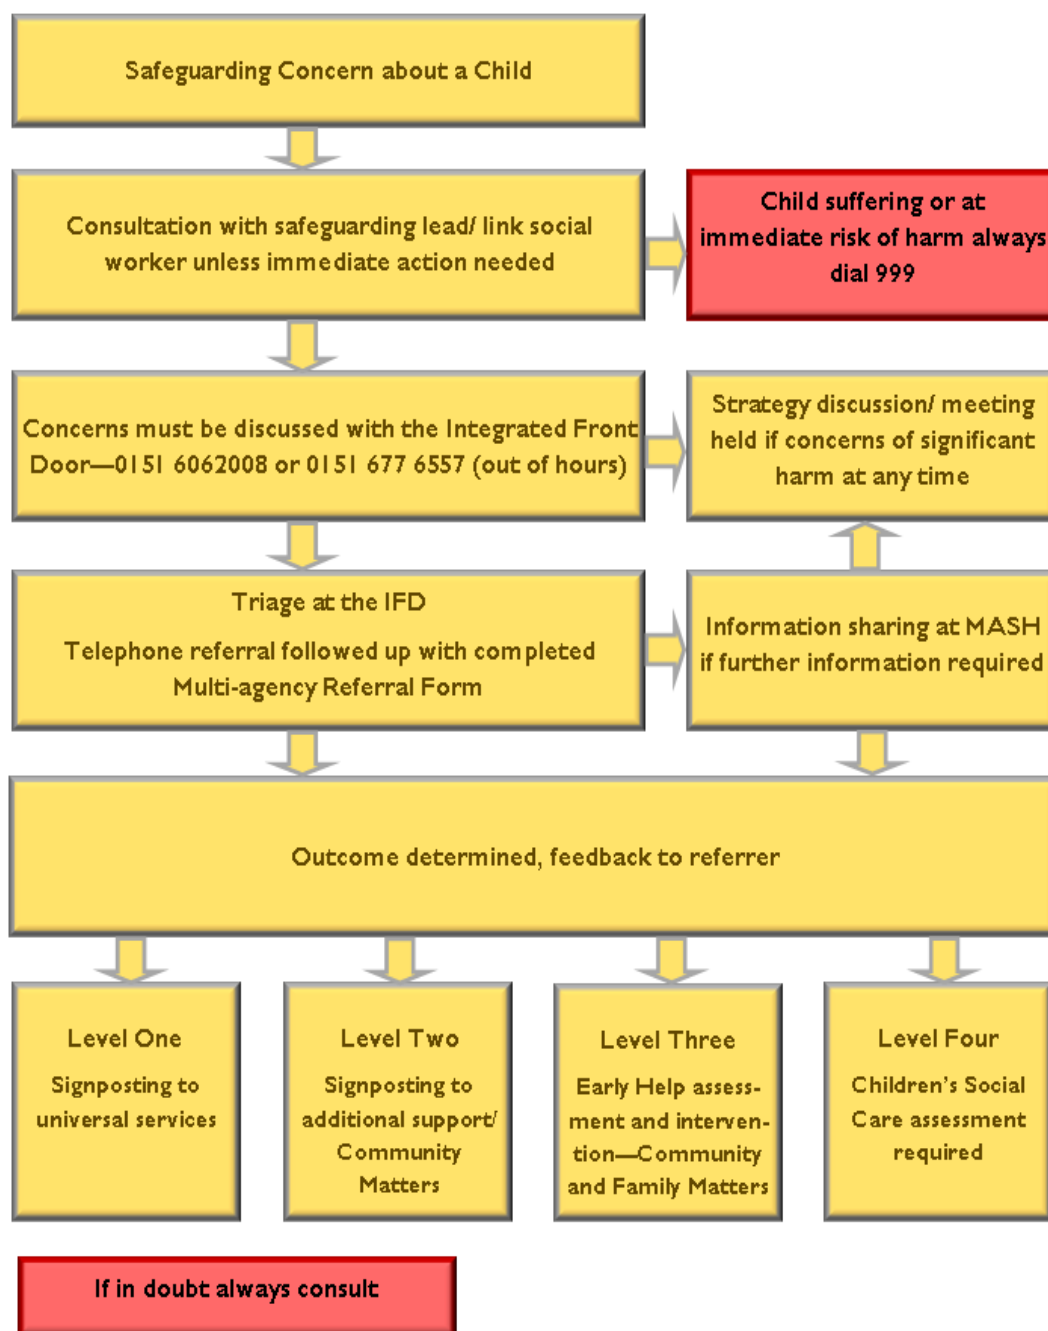 Safeguarding Concern about a Child
Consultation with safeguarding lead/ link social
worker unless immediate action needed
Child suffering or at
immediate risk of harm always
dial 999
Concerns must be discussed with the Integrated Front
Door—0151 6062008 or 0151 677 6557 (out of hours)
Strategy discussion/ meeting
held if concerns of significant
harm at any time
Triage at the IFD
Telephone referral followed up with completed
Multi-agency Referral Form
Information sharing at MASH
if further information required
Outcome determined, feedback to referrer
Level One
Signposting to
universal services
Level Two
Signposting to
additional support/
Community
Matters
Level Three
Early Help assess-
ment and interven-
tion—Community
and Family Matters
Level Four
Children's Social
Care assessment
required
If in doubt always consult